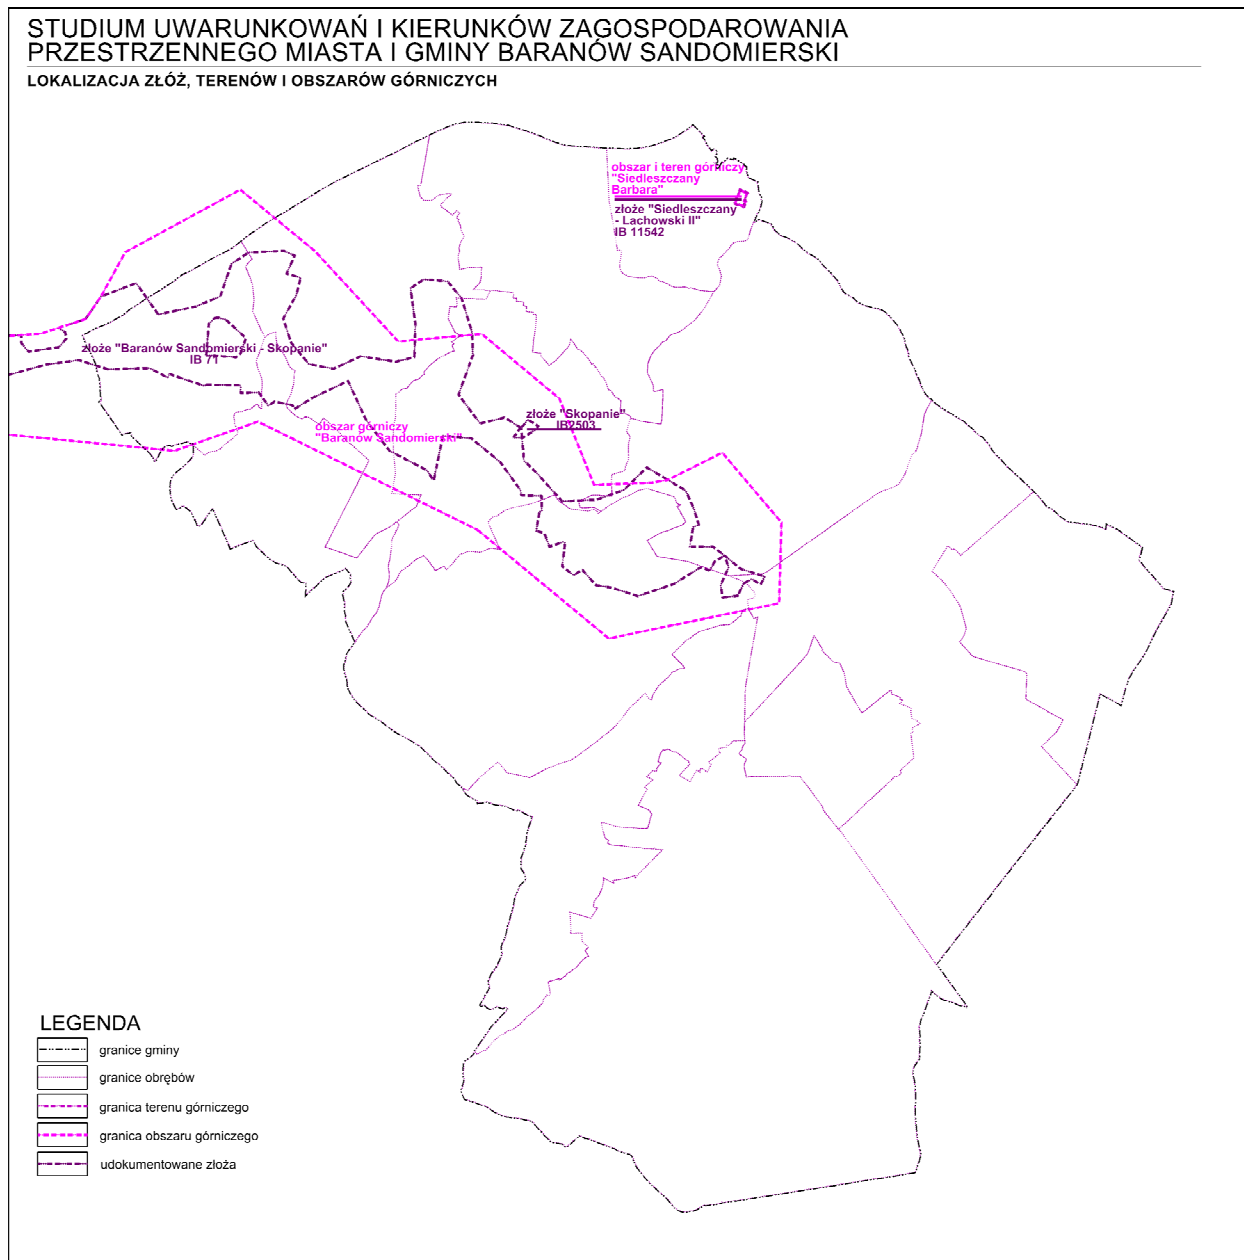 STUDIUM UWARUNKOWAŃ I KIERUNKÓW ZAGOSPODAROWANIA
PRZESTRZENNEGO MIASTA I GMINY BARANÓW SANDOMIERSKI
LOKALIZACJA ZŁÓŻ, TERENÓW I OBSZARÓW GÓRNICZYCH
obszar i teren górniczy
"Siedleszczany
Barbara"
złoże "Siedleszczany
- Lachowski II"
IB 11542
złoże "Baranów Sandomierski - Skopanie"
IB 71
złoże "Skopanie"
IB2503
obszar górniczy
"Baranów Sandomierski"
LEGENDA
granice gminy
granice obrębów
granica terenu górniczego
granica obszaru górniczego
udokumentowane złoża